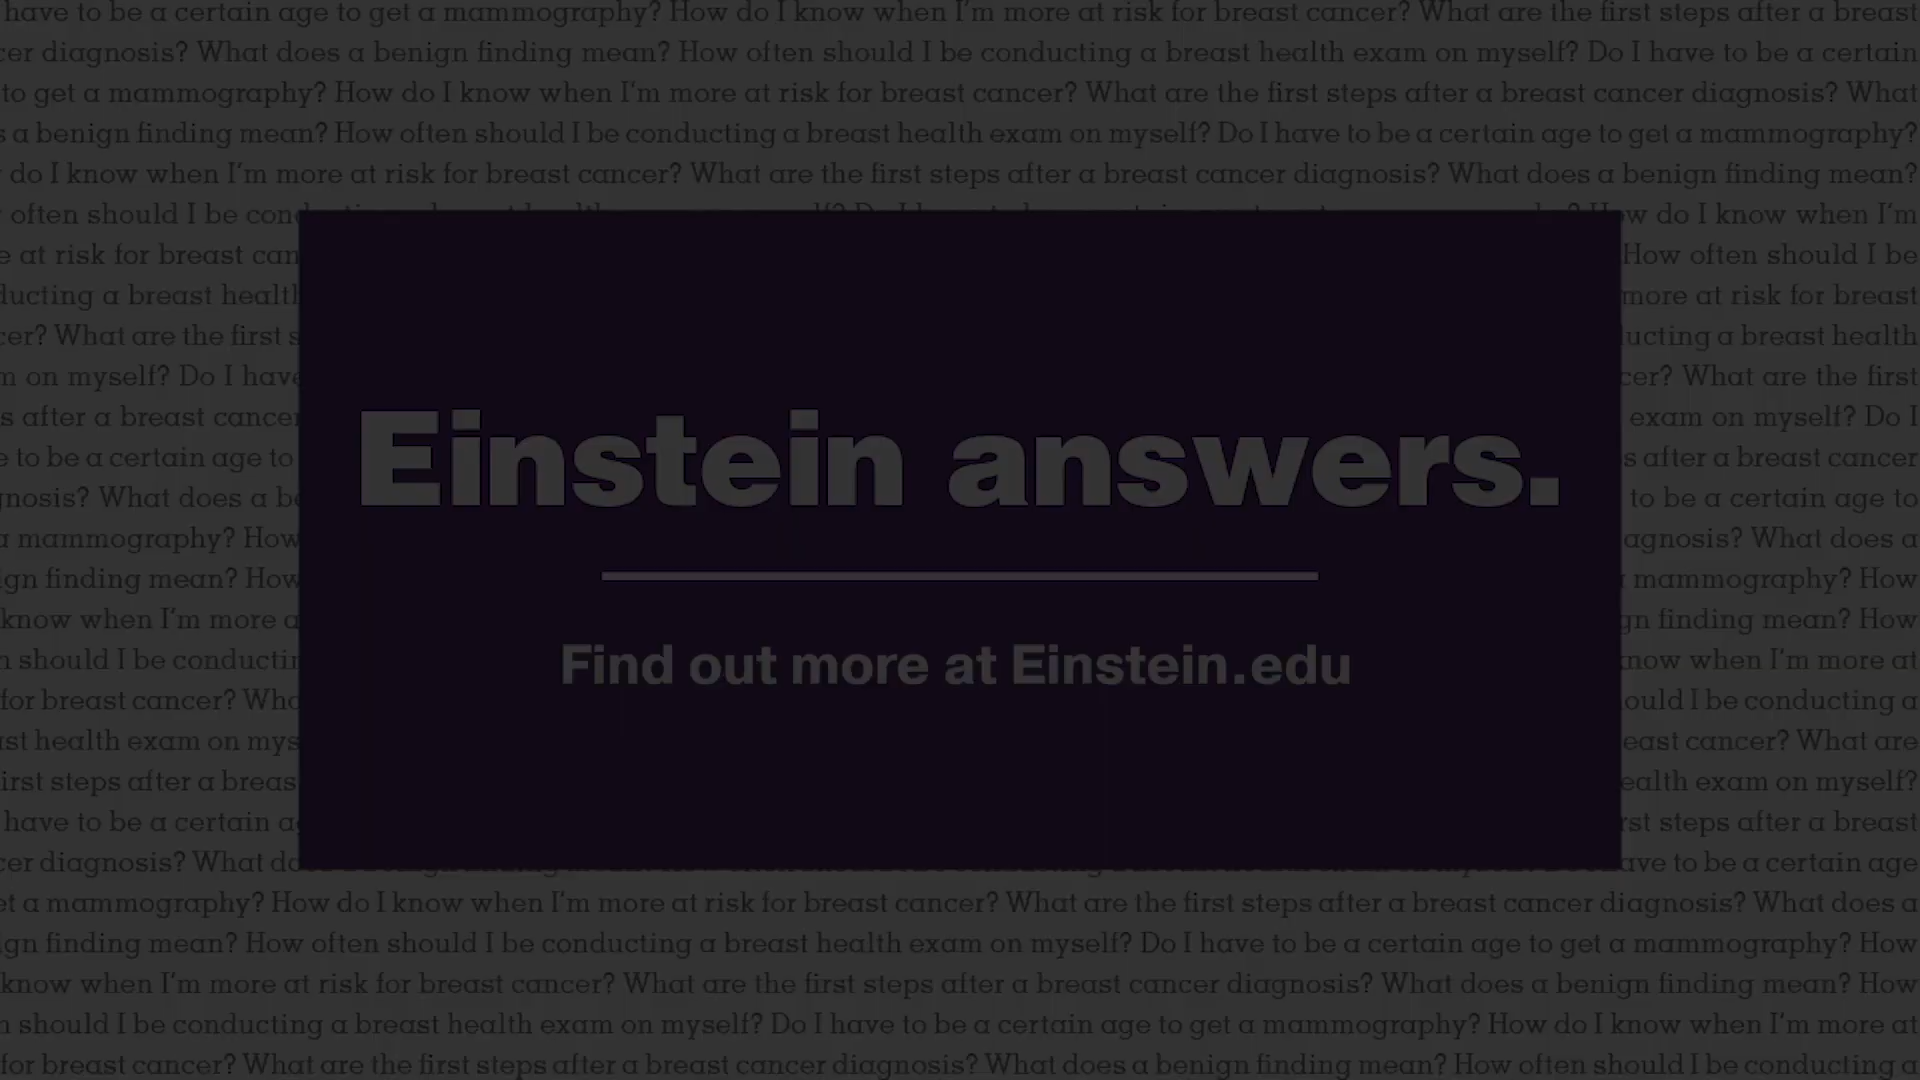 have to be a certain age to get a mammography? How do I know when I'm more at risk for breast cancer? What are the first steps after a breast
cer diagnosis? What does a benign finding mean? How often should I be conducting a breast health exam on myself? Do I have to be a certain
to get a mammography? How do I know when I'm more at risk for breast cancer? What are the first steps after a breast cancer diagnosis? What
s a benign finding mean? How often should I be conducting a breast health exam on myself? Do I have to be a certain age to get a mammography?
do I know when I'm more at risk for breast cancer? What are the first steps after a breast cancer diagnosis? What does a benign finding mean?
often should I be w do I know when I'm
e at risk for breast can How often should I be
ducting a breast health more at risk for breast
cer? What are the first s ducting a breast health
m on myself? Do I have cer? What are the first
s after a breast cancer exam on myself? Do I
e to be a certain age to s after a breast cancer
gnosis? What does a be to be a certain age to
a mammography? How agnosis? What does a
ign finding mean? How mammography? How
know when I'm more a gn finding mean? How
n should I be conductin now when I'm more at
for breast cancer? Wha ould I be conducting a
ast health exam on mys east cancer? What are
irst steps after a breas ealth exam on myself?
have to be a certain ag rst steps after a breast
cer diagnosis? What do ave to be a certain age
Einstein answers.
Find out more at Einstein.edu
et a mammography? How do I know when I'm more at risk for breast cancer? What are the first steps after a breast cancer diagnosis? What does a
ign finding mean? How often should I be conducting a breast health exam on myself? Do I have to be a certain age to get a mammography? How
know when I'm more at risk for breast cancer? What are the first steps after a breast cancer diagnosis? What does a benign finding mean? How
n should I be conducting a breast health exam on myself? Do I have to be a certain age to get a mammography? How do I know when I'm more at
for breast cancer? What are the first steps after a breast cancer diagnosis? What does a benign finding mean? How often should I be conducting a